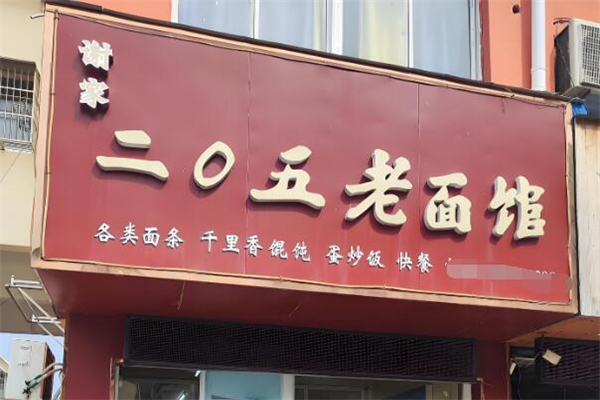 谢家
二〇五老面馆
各类面条 千里香馄饨 蛋炒饭 快餐